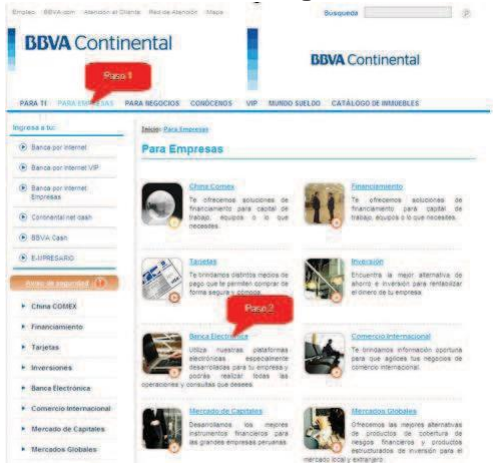 Empleo BBVA.com Atención al Cliente Red de Atención Mapa
Búsqueda
BBVA Continental
BBVA Continental
Paso 1
PARA TI PARA EMPRESAS PARA NEGOCIOS CONÓCENOS VIP MUNDO SUELDO CATÁLOGO DE INMUEBLES
Ingresa a tu:
Banca por Internet
Banca por Internet VIP
Banca por Internet
Empresas
Continental net cash
BBVA Cash
E-MPRESARIO
China COMEX
Financiamiento
Tarjetas
Inversiones
Banca Electrónica
Comercio Internacional
Mercado de Capitales
Mercados Globales
Inicio: Para Empresas
Para Empresas
China Comex
Te ofrecemos soluciones de
financiamiento para capital de
trabajo, equipos o lo que
necesites.
Financiamiento
Te ofrecemos soluciones de
financiamiento para capital de
trabajo, equipos o lo que necesites.
Tarjetas
Te brindamos distintos medios de
pago que te permiten comprar de
forma segura y
Inversión
Encuentra la mejor alternativa de
ahorro e inversión para rentabilizar
el dinero de tu empresa.
Paso 2
Banca Electrónica
Utiliza nuestras plataformas
electrónicas especialmente
desarrolladas para tu empresa y
podrás realizar todas las
operaciones y consultas que desees.
Comercio Internacional
Te brindamos información oportuna
para que agilices tus negocios de
comercio internacional.
Mercado de Capitales
Desarrollamos los mejores
instrumentos financieros para
las grandes empresas peruanas.
Mercados Globales
Ofrecemos las mejores alternativas
de productos de cobertura de
riesgos financieros y productos
estructurados de inversión para el
mercado local y extranjero.